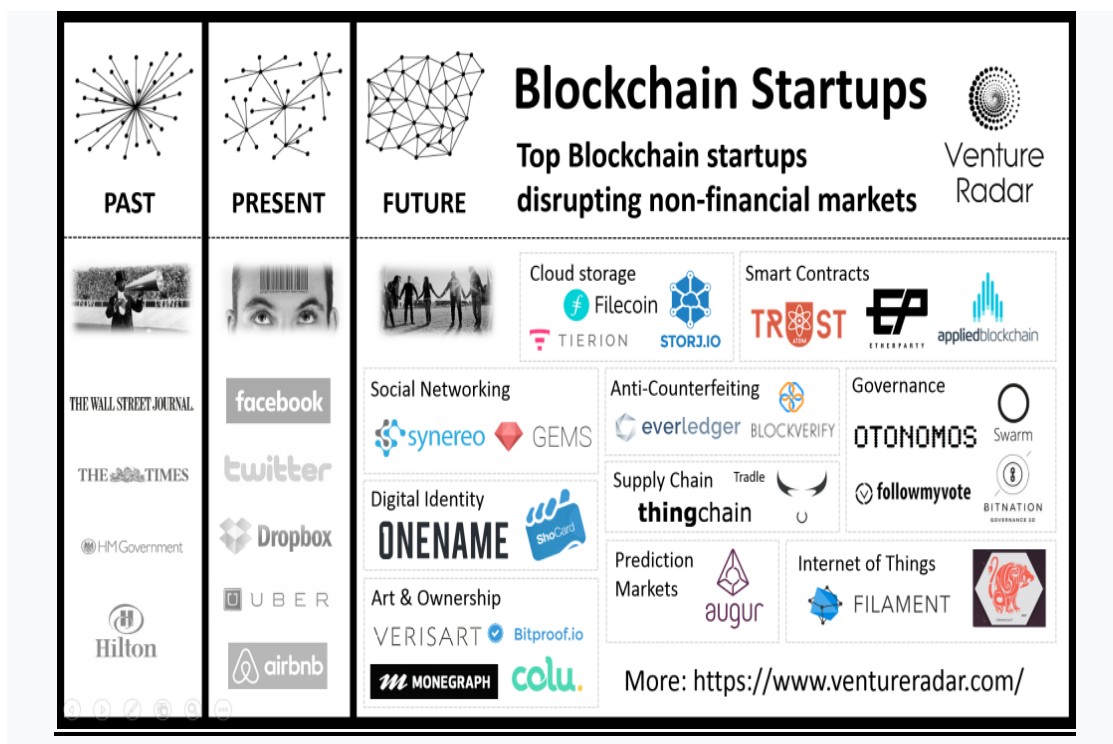 PAST
PRESENT
FUTURE
Blockchain Startups
Top Blockchain startups
disrupting non-financial markets
Venture
Radar
THE WALL STREET JOURNAL.
THE TIMES
HM Government
H
Hilton
facebook
twitter
Dropbox
U UBER
airbnb
Cloud storage
Filecoin
TIERION
STORJ.IO
Smart Contracts
TRUST
ATOM
EP
ETHERPARTY
appliedblockchain
Social Networking
synereo
GEMS
Anti-Counterfeiting
everledger
BLOCKVERIFY
Governance
OTONOMOS
Swarm
followmyvote
BITNATION
GOVERNANCE 2.0
Digital Identity
ONENAME
ShoCard
Supply Chain
Tradle
thingchain
Art & Ownership
VERISART
Bitproof.io
m MONEGRAPH
colu.
Prediction
Markets
augur
Internet of Things
FILAMENT
More: https://www.ventureradar.com/